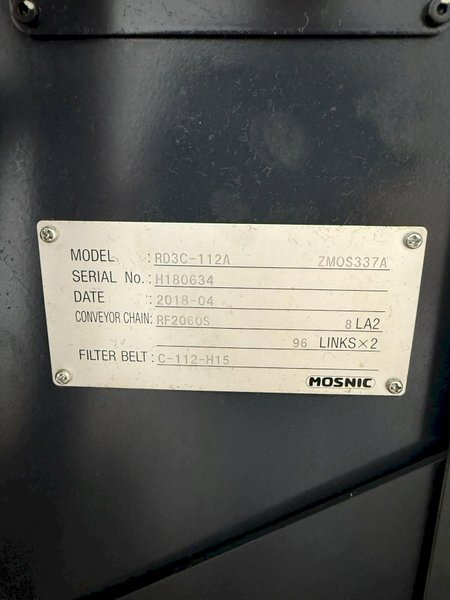 MODEL : RD3C-112A ZMOS337A
SERIAL No. : H180634
DATE : 2018-04
CONVEYOR CHAIN: RF2060S 8 LA2
96 LINKS×2
FILTER BELT : C-112-H15
MOSNIC